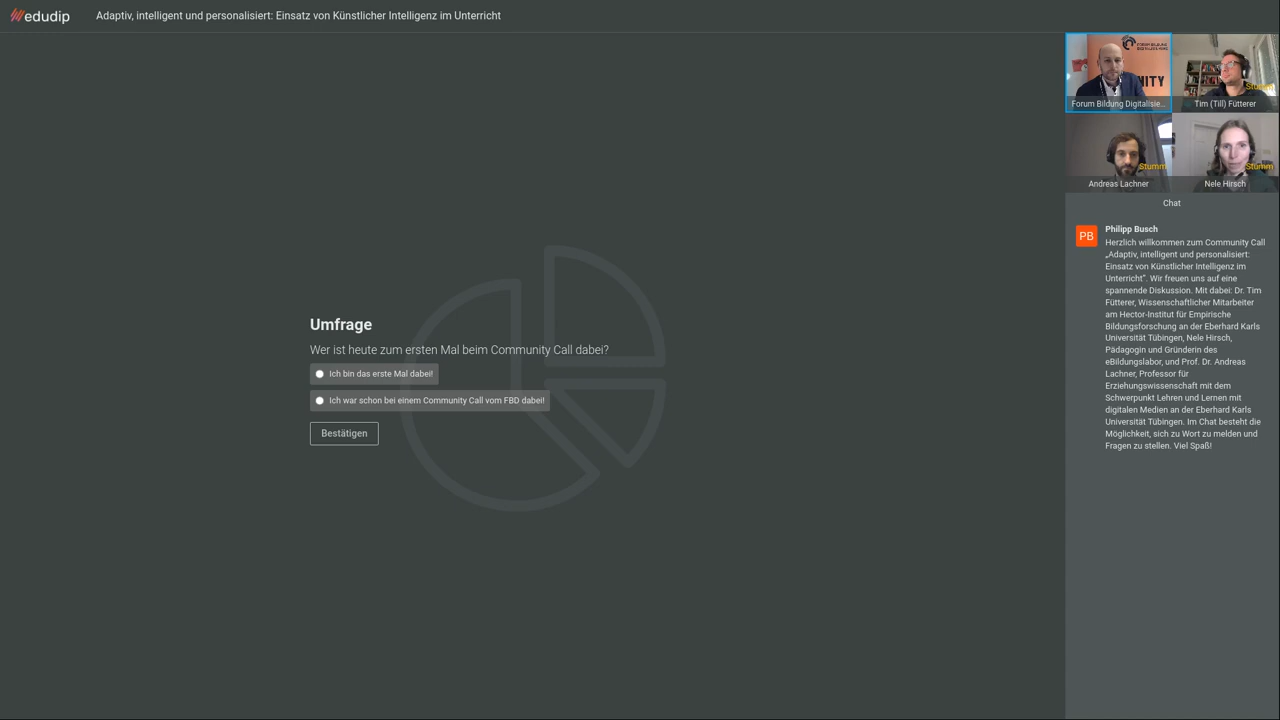 edudip
Adaptiv, intelligent und personalisiert: Einsatz von Künstlicher Intelligenz im Unterricht
FORUM BILDUNG
DIGITALISIERUNG
NITY
Forum Bildung Digitalisie...
Stumm
Tim (Till) Fütterer
Stumm
Andreas Lachner
Stumm
Nele Hirsch
Chat
PB
Philipp Busch
Herzlich willkommen zum Community Call
„Adaptiv, intelligent und personalisiert:
Einsatz von Künstlicher Intelligenz im
Unterricht“. Wir freuen uns auf eine
spannende Diskussion. Mit dabei: Dr. Tim
Fütterer, Wissenschaftlicher Mitarbeiter
am Hector-Institut für Empirische
Bildungsforschung an der Eberhard Karls
Universität Tübingen, Nele Hirsch,
Pädagogin und Gründerin des
eBildungslabor, und Prof. Dr. Andreas
Lachner, Professor für
Erziehungswissenschaft mit dem
Schwerpunkt Lehren und Lernen mit
digitalen Medien an der Eberhard Karls
Universität Tübingen. Im Chat besteht die
Möglichkeit, sich zu Wort zu melden und
Fragen zu stellen. Viel Spaß!
Umfrage
Wer ist heute zum ersten Mal beim Community Call dabei?
Ich bin das erste Mal dabei!
Ich war schon bei einem Community Call vom FBD dabei!
Bestätigen